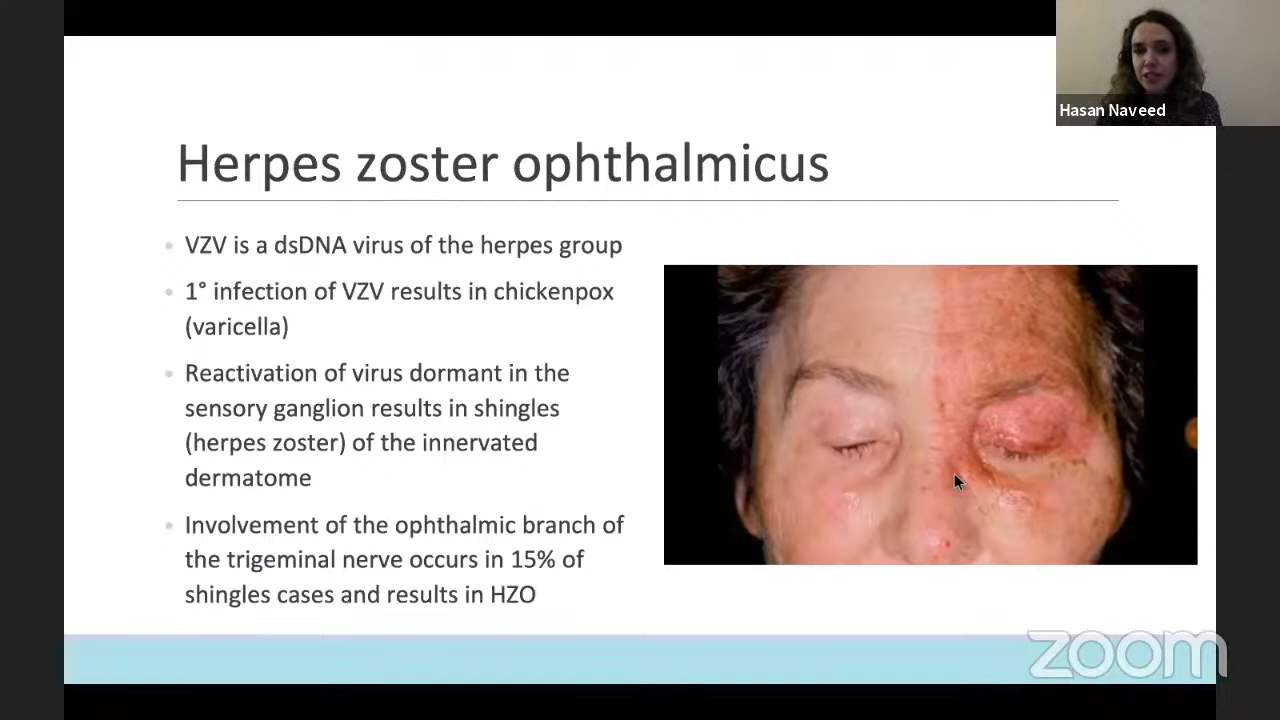 Hasan Naveed
Herpes zoster ophthalmicus
VZV is a dsDNA virus of the herpes group
1° infection of VZV results in chickenpox
(varicella)
Reactivation of virus dormant in the
sensory ganglion results in shingles
(herpes zoster) of the innervated
dermatome
Involvement of the ophthalmic branch of
the trigeminal nerve occurs in 15% of
shingles cases and results in HZO
zoom